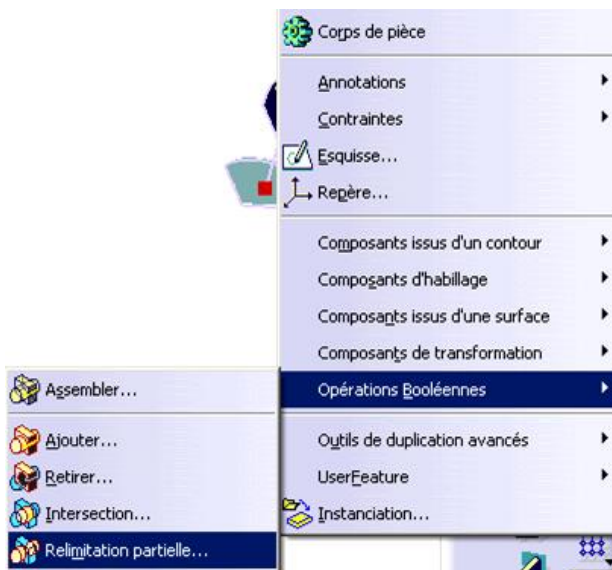 Corps de pièce
Annotations
Contraintes
Esquisse...
Repère...
Composants issus d'un contour
Composants d'habillage
Composants issus d'une surface
Composants de transformation
Opérations Booléennes
Outils de duplication avancés
UserFeature
Instanciation...
Assembler...
Ajouter...
Retirer...
Intersection...
Relimitation partielle...